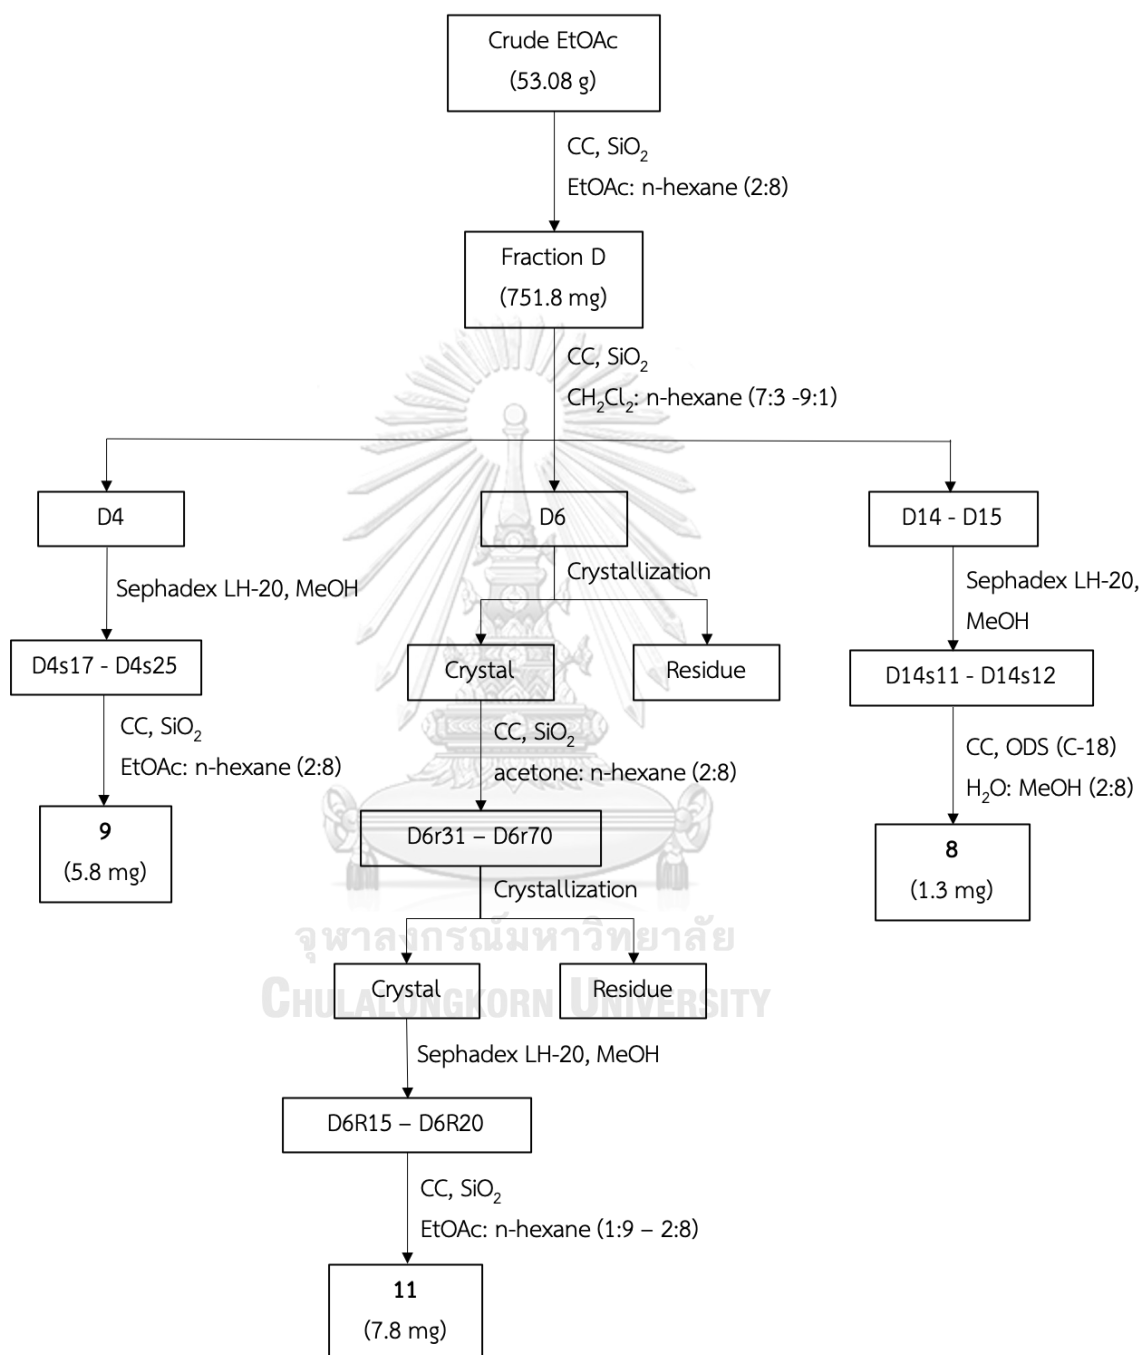 Crude EtOAc
(53.08 g)
CC, SiO₂
EtOAc: n-hexane (2:8)
Fraction D
(751.8 mg)
CC, SiO₂
CH₂Cl₂: n-hexane (7:3 -9:1)
D4
D6
D14 - D15
Sephadex LH-20, MeOH
Crystallization
Sephadex LH-20,
MeOH
D4s17 - D4s25
Crystal
Residue
D14s11 - D14s12
CC, SiO₂
EtOAc: n-hexane (2:8)
CC, SiO₂
acetone: n-hexane (2:8)
CC, ODS (C-18)
H₂O: MeOH (2:8)
9
(5.8 mg)
D6r31 – D6r70
8
(1.3 mg)
Crystallization
จุฬาลงกรณ์มหาวิทยาลัย
CHULALONGKORN UNIVERSITY
Crystal
Residue
Sephadex LH-20, MeOH
D6R15 – D6R20
CC, SiO₂
EtOAc: n-hexane (1:9 – 2:8)
11
(7.8 mg)